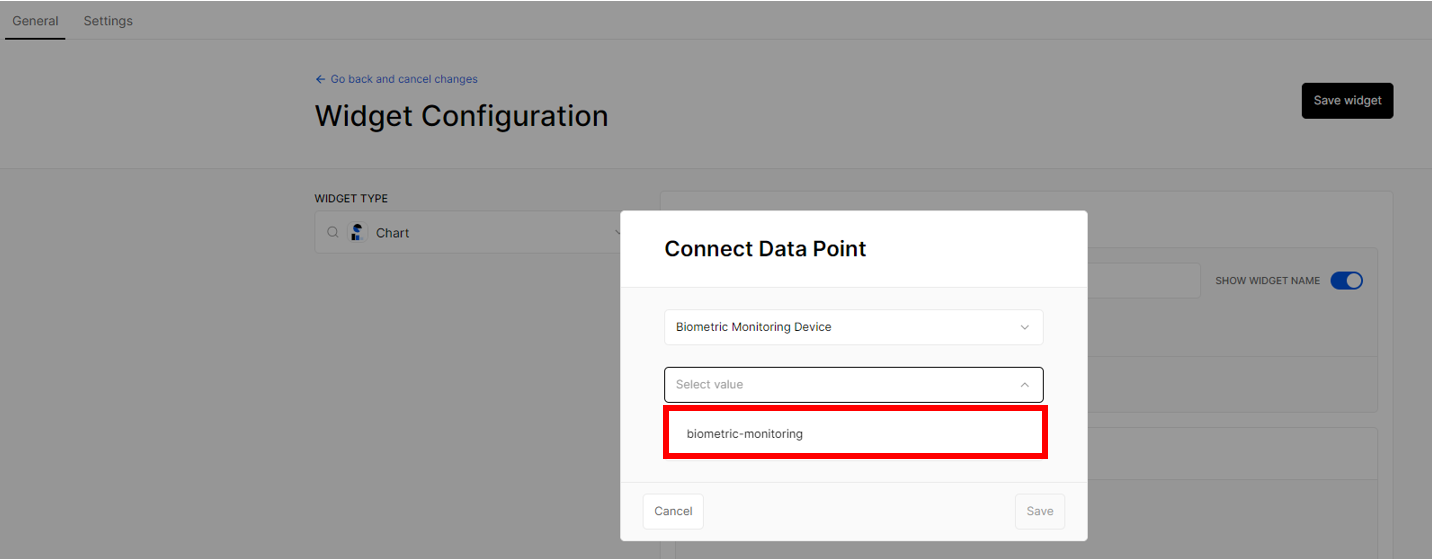 General Settings
← Go back and cancel changes
Widget Configuration
Save widget
WIDGET TYPE
Chart
Connect Data Point
SHOW WIDGET NAME
Biometric Monitoring Device
Select value
biometric-monitoring
Cancel Save